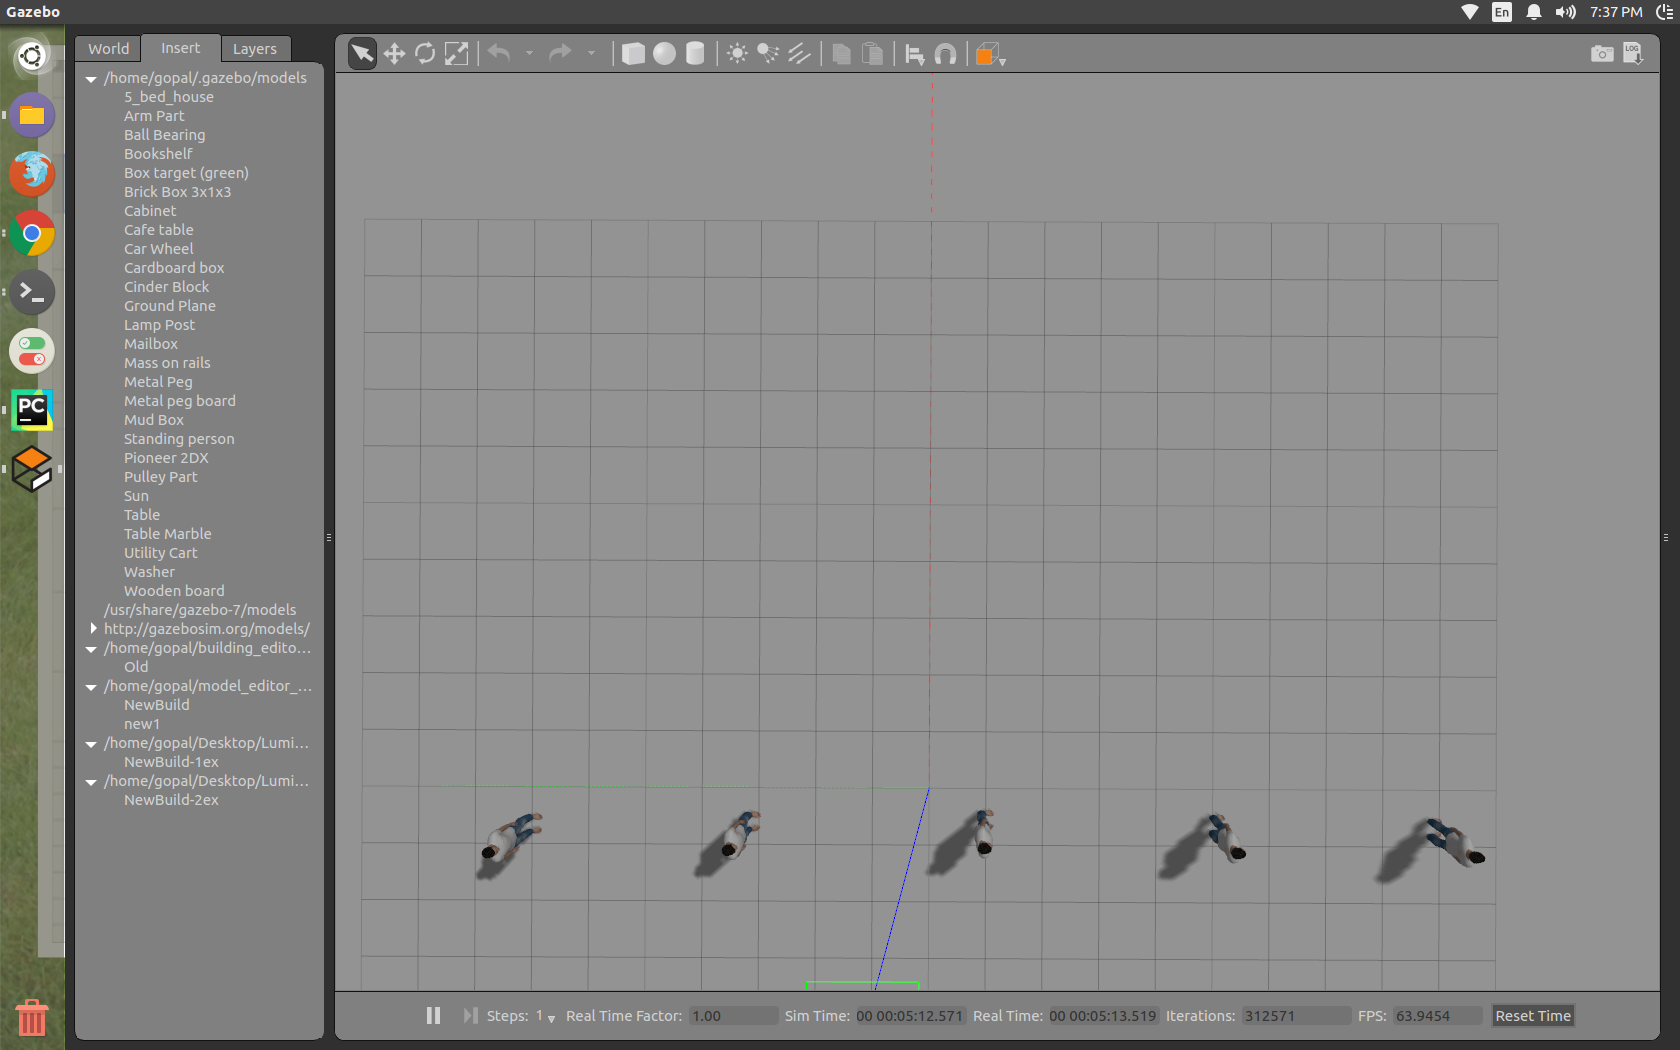 Gazebo
En
7:37 PM
World Insert Layers
LOG
/home/gopal/.gazebo/models
5_bed_house
Arm Part
Ball Bearing
Bookshelf
Box target (green)
Brick Box 3x1x3
Cabinet
Cafe table
Car Wheel
Cardboard box
Cinder Block
Ground Plane
Lamp Post
Mailbox
Mass on rails
Metal Peg
Metal peg board
Mud Box
Standing person
Pioneer 2DX
Pulley Part
Sun
Table
Table Marble
Utility Cart
Washer
Wooden board
/usr/share/gazebo-7/models
http://gazebosim.org/models/
/home/gopal/building_edito...
Old
/home/gopal/model_editor_...
NewBuild
new1
/home/gopal/Desktop/Lumi...
NewBuild-1ex
/home/gopal/Desktop/Lumi...
NewBuild-2ex
PC
Steps: 1 Real Time Factor: 1.00 Sim Time: 00 00:05:12.571 Real Time: 00 00:05:13.519 Iterations: 312571 FPS: 63.9454 Reset Time